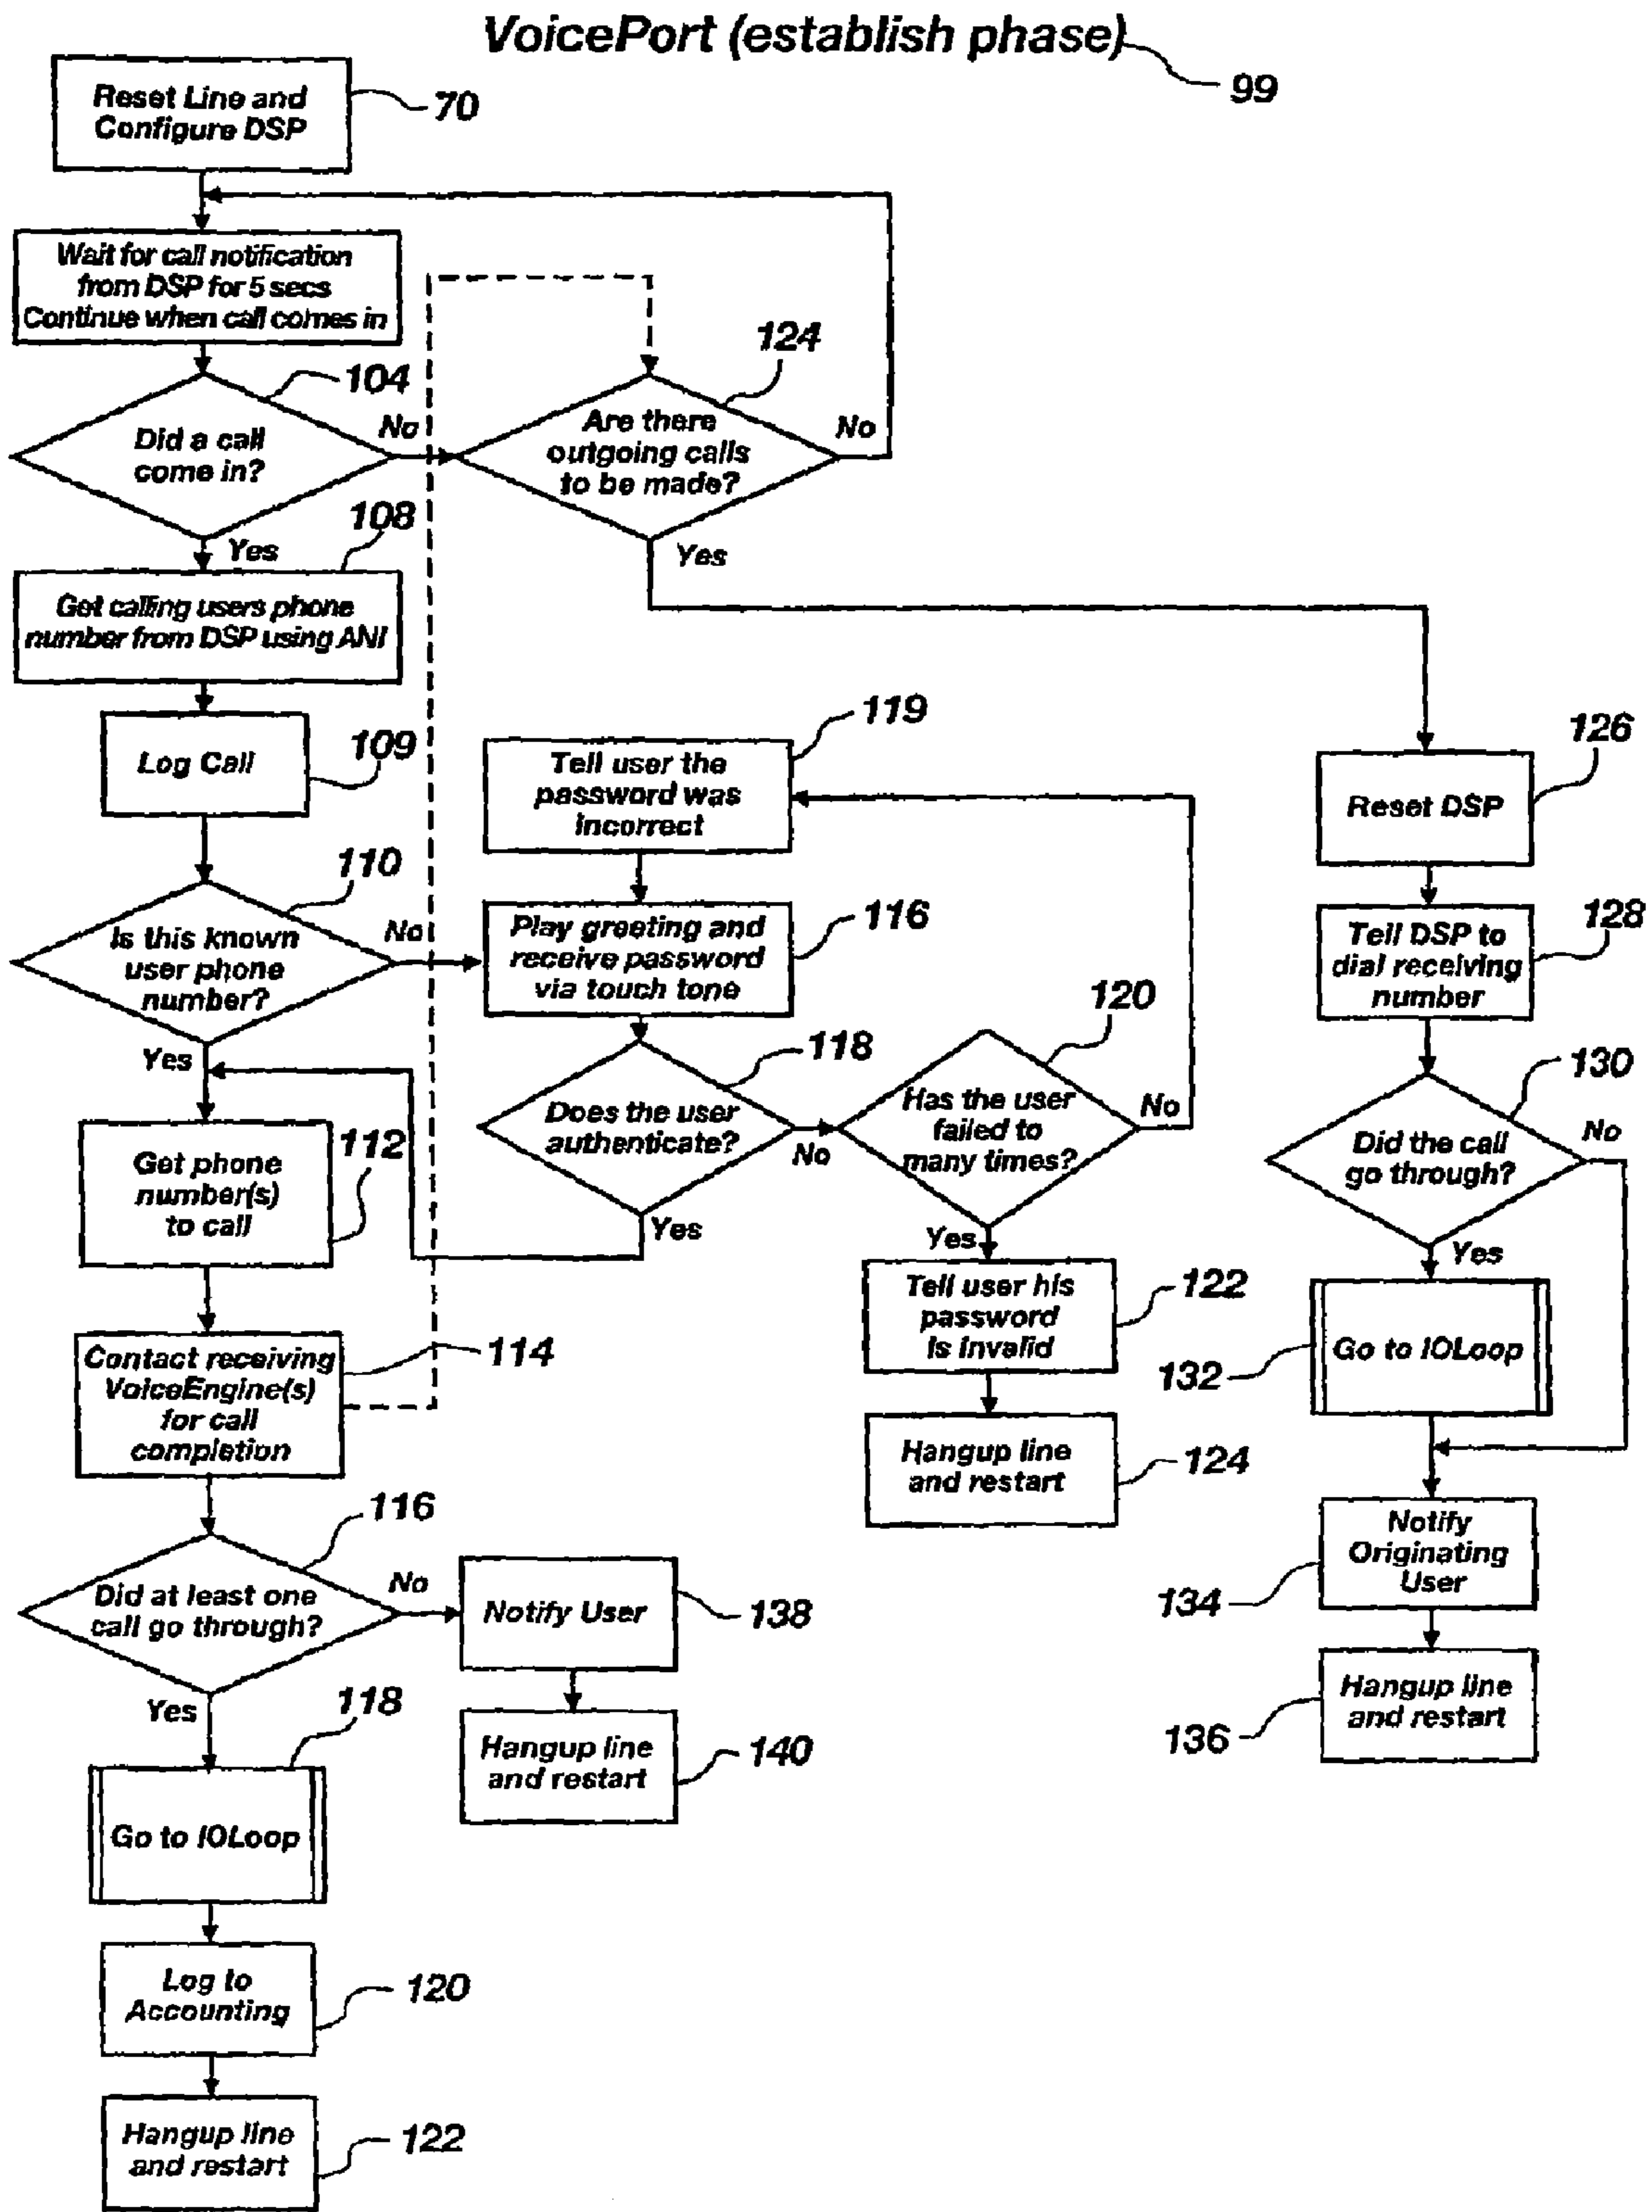 VoicePort (establish phase)
99
Reset Line and
Configure DSP
70
Wait for call notification
from DSP for 5 secs
Continue when call comes in
104
Did a call
come in?
No
Yes
124
Are there
outgoing calls
to be made?
No
Yes
108
Get calling users phone
number from DSP using ANI
Log Call
109
110
Is this known
user phone
number?
No
Yes
119
Tell user the
password was
incorrect
Play greeting and
receive password
via touch tone
116
118
Does the user
authenticate?
No
Yes
120
Has the user
failed to
many times?
No
Yes
Tell user his
password
is invalid
122
Hangup line
and restart
124
126
Reset DSP
128
Tell DSP to
dial receiving
number
130
Did the call
go through?
No
Yes
Go to IOLoop
132
Notify
Originating
User
134
Hangup line
and restart
136
Get phone
number(s)
to call
112
Contact receiving
VoiceEngine(s)
for call
completion
114
116
Did at least one
call go through?
No
Yes
Notify User
138
Hangup line
and restart
140
118
Go to IOLoop
Log to
Accounting
120
Hangup line
and restart
122